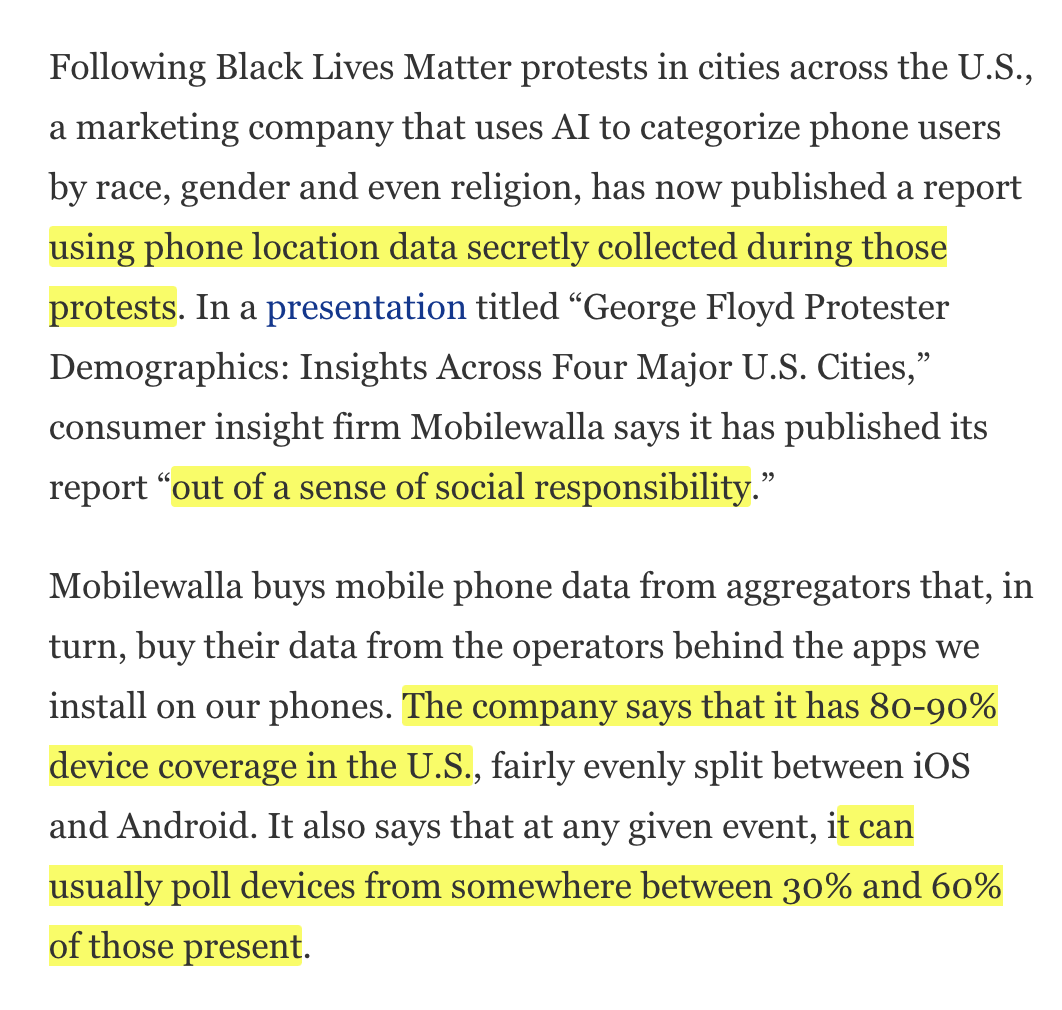 Following Black Lives Matter protests in cities across the U.S.,
a marketing company that uses AI to categorize phone users
by race, gender and even religion, has now published a report
using phone location data secretly collected during those
protests. In a presentation titled “George Floyd Protester
Demographics: Insights Across Four Major U.S. Cities,”
consumer insight firm Mobilewalla says it has published its
report “out of a sense of social responsibility.”
Mobilewalla buys mobile phone data from aggregators that, in
turn, buy their data from the operators behind the apps we
install on our phones. The company says that it has 80-90%
device coverage in the U.S., fairly evenly split between iOS
and Android. It also says that at any given event, it can
usually poll devices from somewhere between 30% and 60%
of those present.